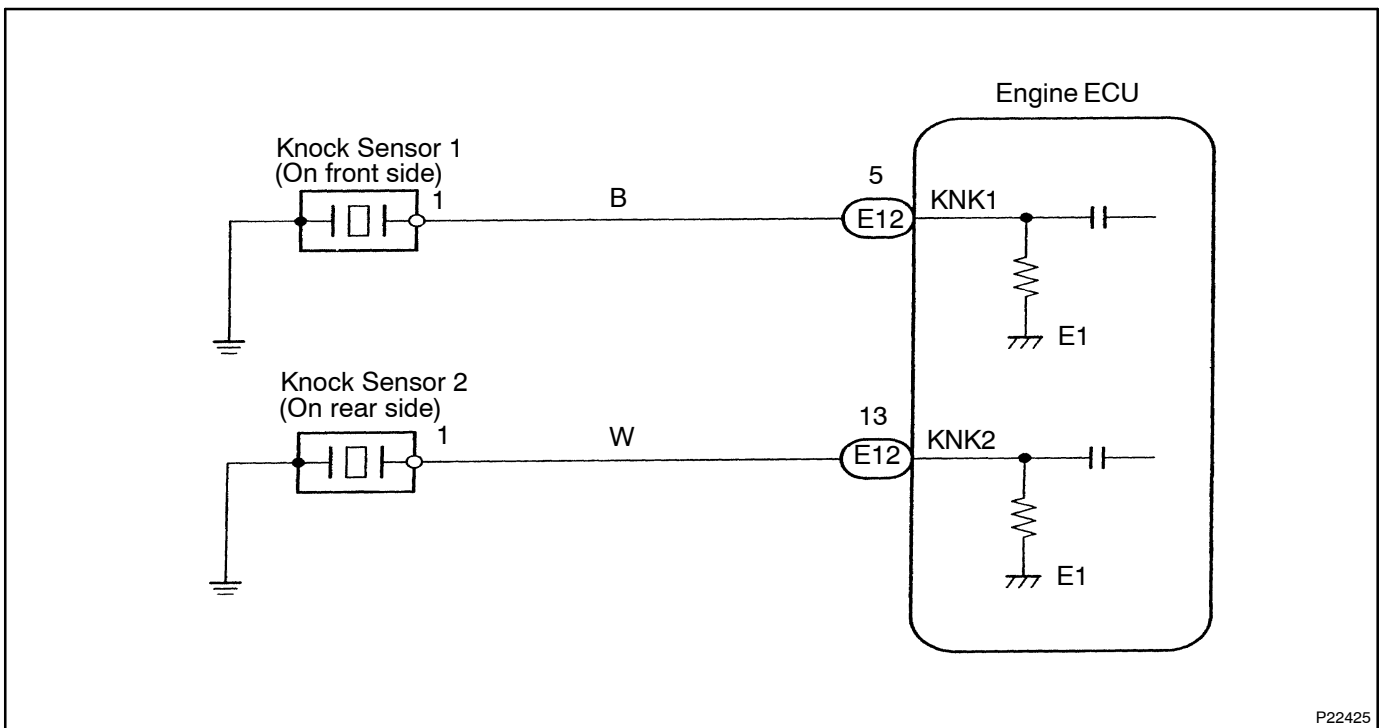 Engine ECU
Knock Sensor 1
(On front side)
1
B
5
E12
KNK1
E1
Knock Sensor 2
(On rear side)
1
W
13
E12
KNK2
E1
P22425